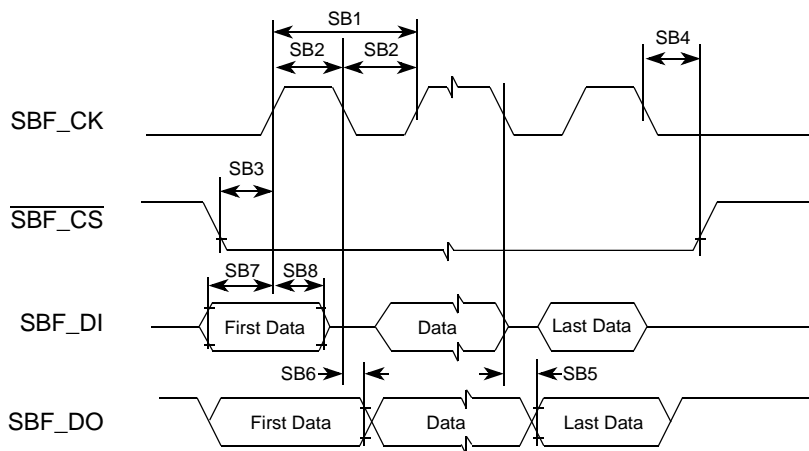 SB1
SB2 SB2 SB4
SBF_CK
SB3
SBF_CS
SB7 SB8
SBF_DI First Data Data Last Data
SB6 SB5
SBF_DO First Data Data Last Data